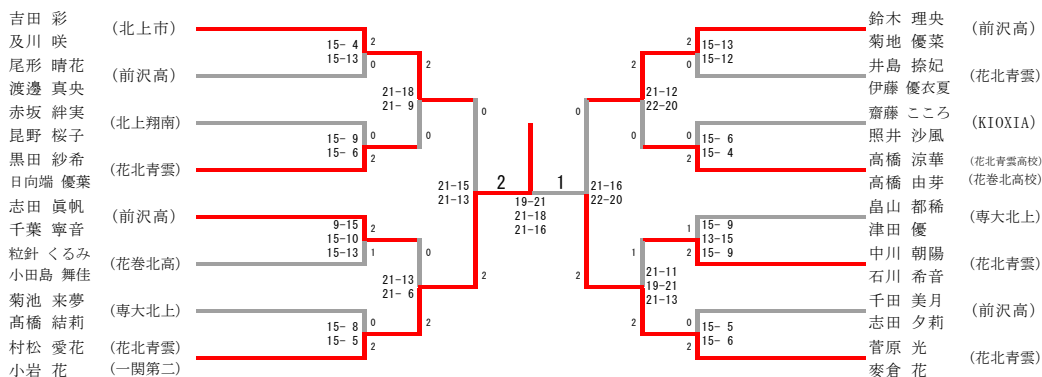 吉田 彩
(北上市)
及川 咲
尾形 晴花
(前沢高)
渡邊 真央
赤坂 絆実
(北上翔南)
昆野 桜子
黒田 紗希
(花北青雲)
日向端 優葉
志田 眞帆
(前沢高)
千葉 寧音
粒針 くるみ
(花巻北高)
小田島 舞佳
菊池 来夢
(専大北上)
髙橋 結莉
村松 愛花 (花北青雲)
小岩 花 (一関第二)
15- 4
15-13
2
0
15- 9
15- 6
0
2
9-15
15-10
15-13
2
1
15- 8
15- 5
0
2
21-18
21- 9
2
0
21-13
21- 6
0
2
21-15
21-13
0
2
2
1
19-21
21-18
21-16
21-16
22-20
0
2
21-12
22-20
2
0
21-11
19-21
21-13
1
2
2
0
15-13
15-12
0
2
15- 6
15- 4
1
2
15- 9
13-15
15- 9
0
2
15- 5
15- 6
鈴木 理央
(前沢高)
菊地 優菜
井島 捺妃
(花北青雲)
伊藤 優衣夏
齋藤 こころ
(KIOXIA)
照井 沙風
高橋 涼華 (花北青雲高校)
高橋 由芽 (花巻北高校)
畠山 都稀
(専大北上)
津田 優
中川 朝陽
(花北青雲)
石川 希音
千田 美月
(前沢高)
志田 夕莉
菅原 光
(花北青雲)
麥倉 花